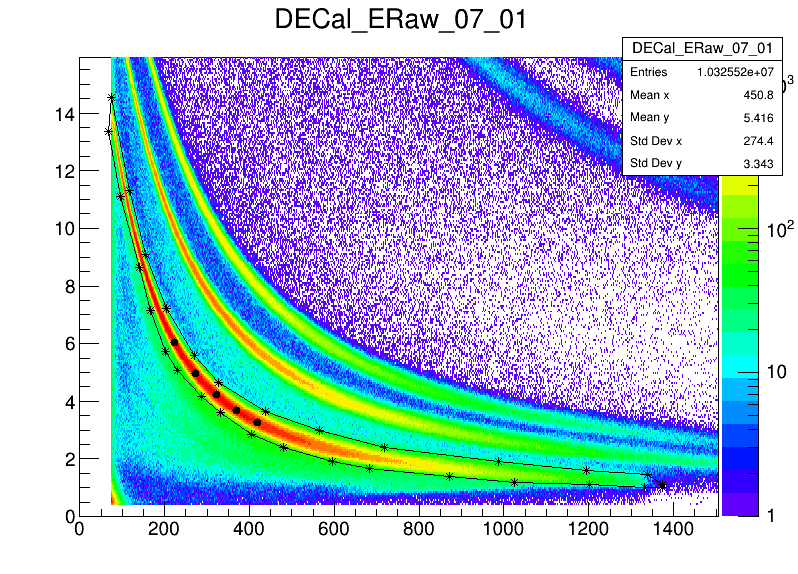 DECal_ERaw_07_01
DECal_ERaw_07_01
Entries 1.032552e+07
Mean x 450.8
Mean y 5.416
Std Dev x 274.4
Std Dev y 3.343
14
12
10
8
6
4
2
0
0 200 400 600 800 1000 1200 1400
10²
10
1